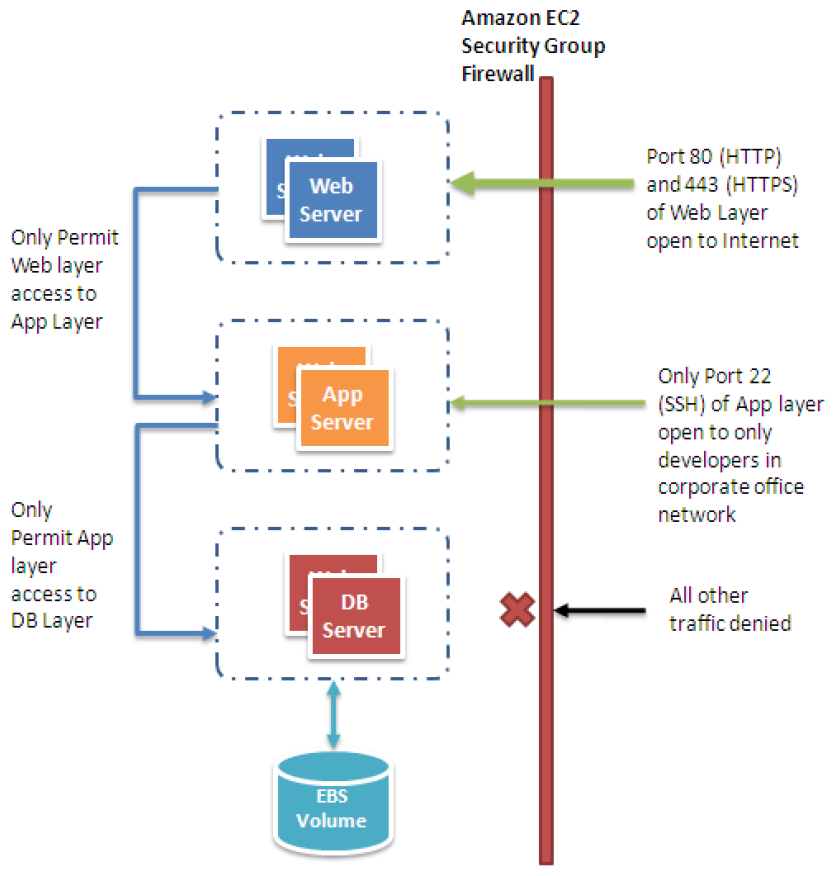 Amazon EC2
Security Group
Firewall
Web
Server
Port 80 (HTTP)
and 443 (HTTPS)
of Web Layer
open to Internet
Only Permit
Web layer
access to
App Layer
App
Server
Only Port 22
(SSH) of App layer
open to only
developers in
corporate office
network
Only
Permit App
layer
access to
DB Layer
DB
Server
All other
traffic denied
EBS
Volume